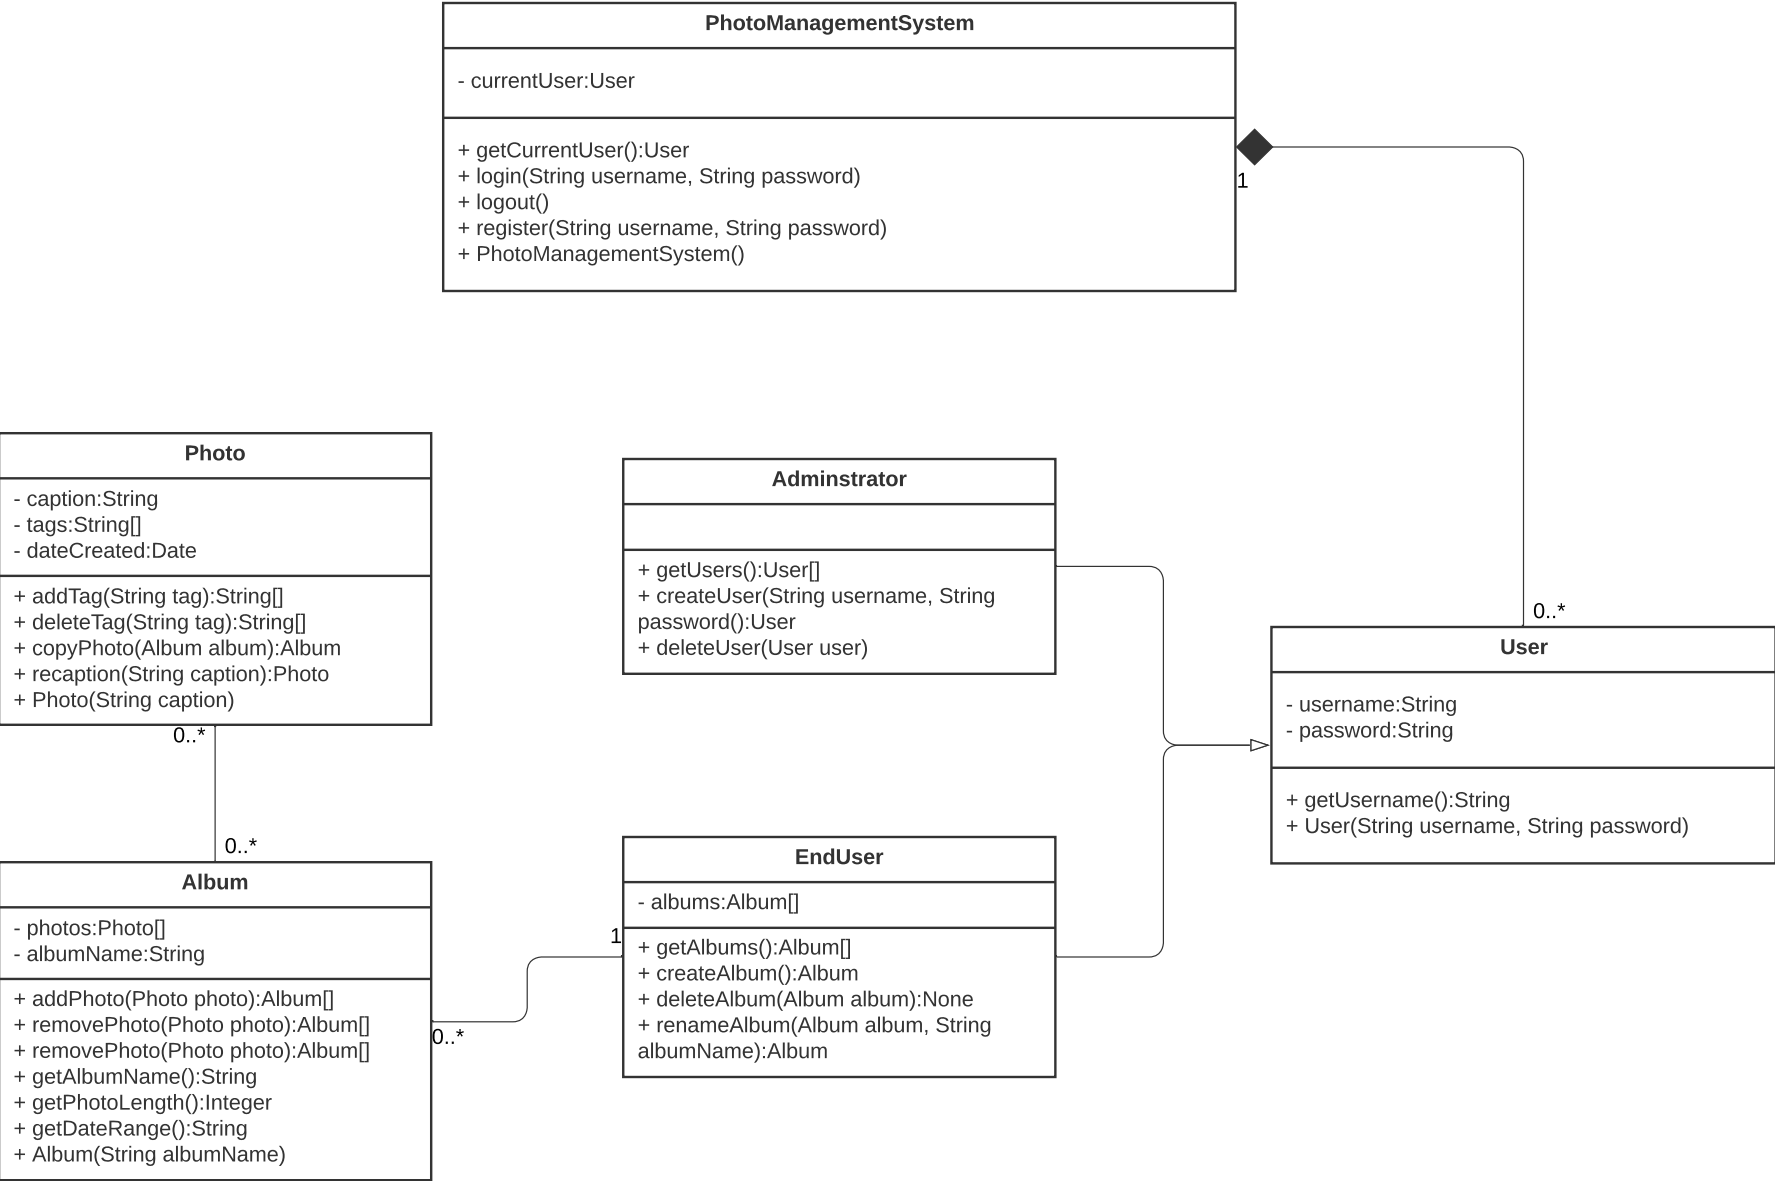 PhotoManagementSystem
- currentUser:User
+ getCurrentUser():User
+ login(String username, String password)
+ logout()
+ register(String username, String password)
+ PhotoManagementSystem()
1
Photo
- caption:String
- tags:String[]
- dateCreated:Date
+ addTag(String tag):String[]
+ deleteTag(String tag):String[]
+ copyPhoto(Album album):Album
+ recaption(String caption):Photo
+ Photo(String caption)
0..*
0..*
Adminstrator
+ getUsers():User[]
+ createUser(String username, String
password():User
+ deleteUser(User user)
0..*
User
- username:String
- password:String
+ getUsername():String
+ User(String username, String password)
Album
- photos:Photo[]
- albumName:String
+ addPhoto(Photo photo):Album[]
+ removePhoto(Photo photo):Album[]
+ removePhoto(Photo photo):Album[]
+ getAlbumName():String
+ getPhotoLength():Integer
+ getDateRange():String
+ Album(String albumName)
0..*
1
EndUser
- albums:Album[]
+ getAlbums():Album[]
+ createAlbum():Album
+ deleteAlbum(Album album):None
+ renameAlbum(Album album, String
albumName):Album